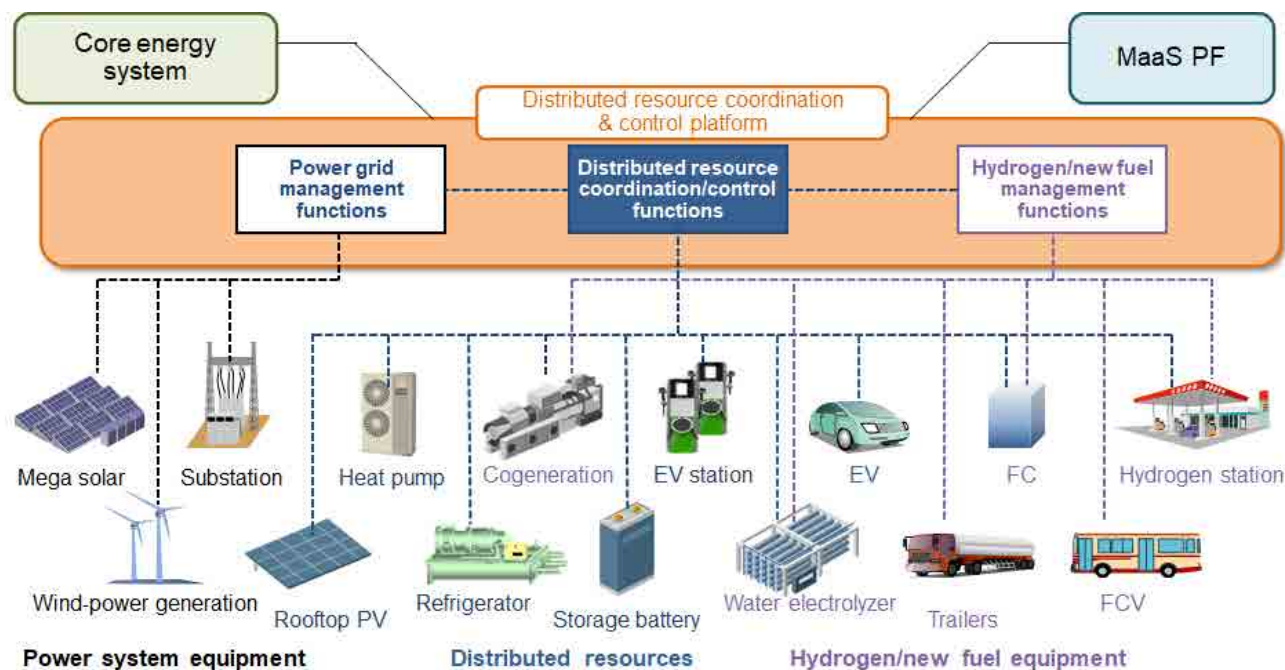 Core energy
system
MaaS PF
Distributed resource coordination
& control platform
Power grid
management
functions
Distributed resource
coordination/control
functions
Hydrogen/new fuel
management
functions
Mega solar
Substation
Heat pump
Cogeneration
EV station
EV
FC
Hydrogen station
Wind-power generation
Rooftop PV
Refrigerator
Storage battery
Water electrolyzer
Trailers
FCV
Power system equipment
Distributed resources
Hydrogen/new fuel equipment